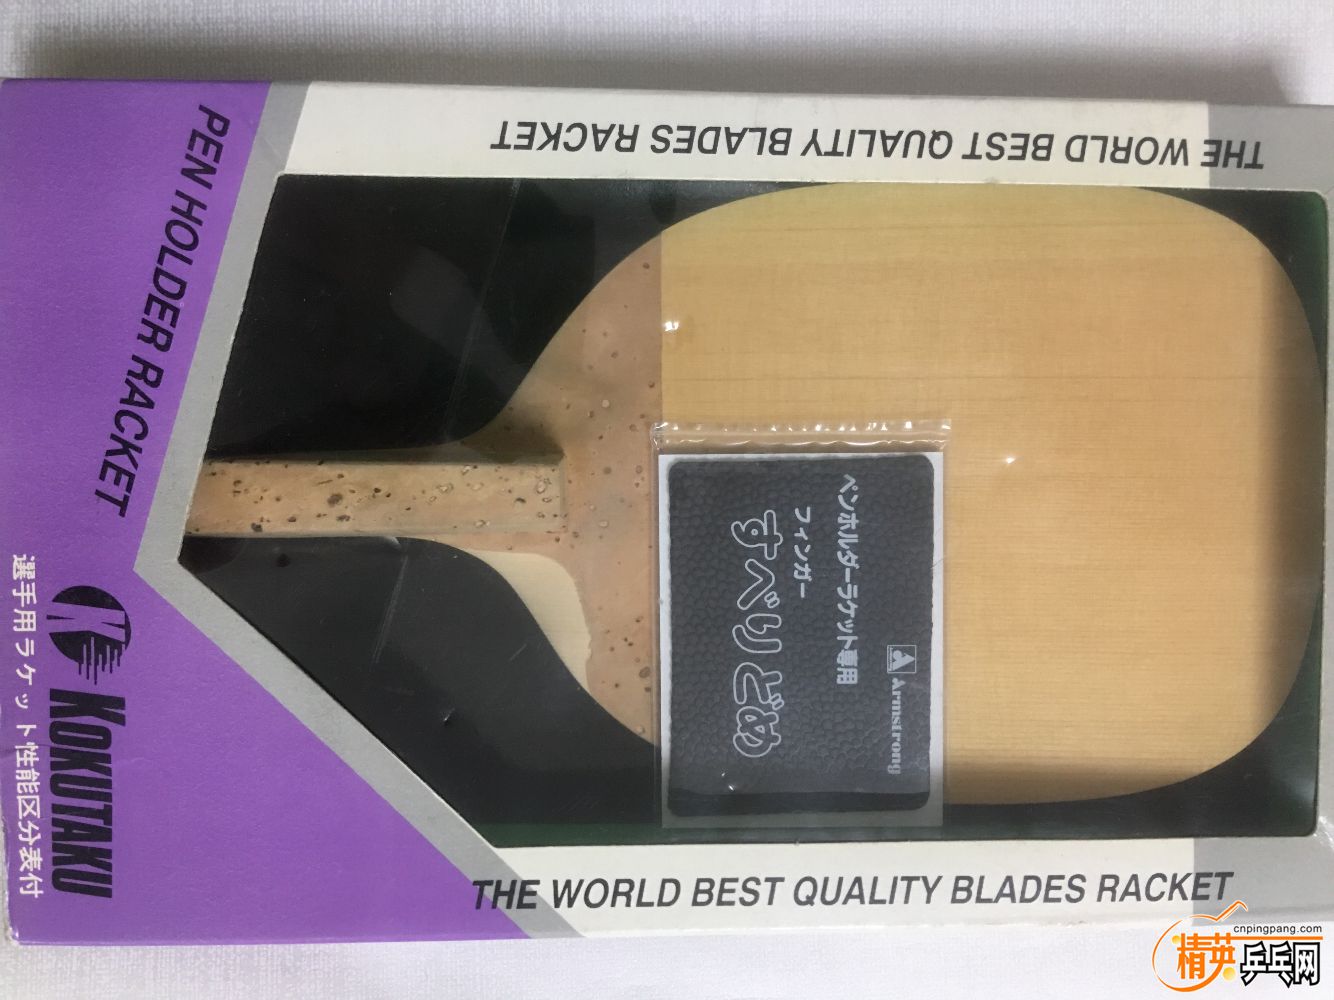 THE WORLD BEST QUALITY BLADES RACKET
PEN HOLDER RACKET
KOKUTAKU
選手用ラケット性能区分表付
Armstrong
ペンホルダーラケット専用
フィンガー
すべりどめ
THE WORLD BEST QUALITY BLADES RACKET
cnpingpang.com
精英乒乓网